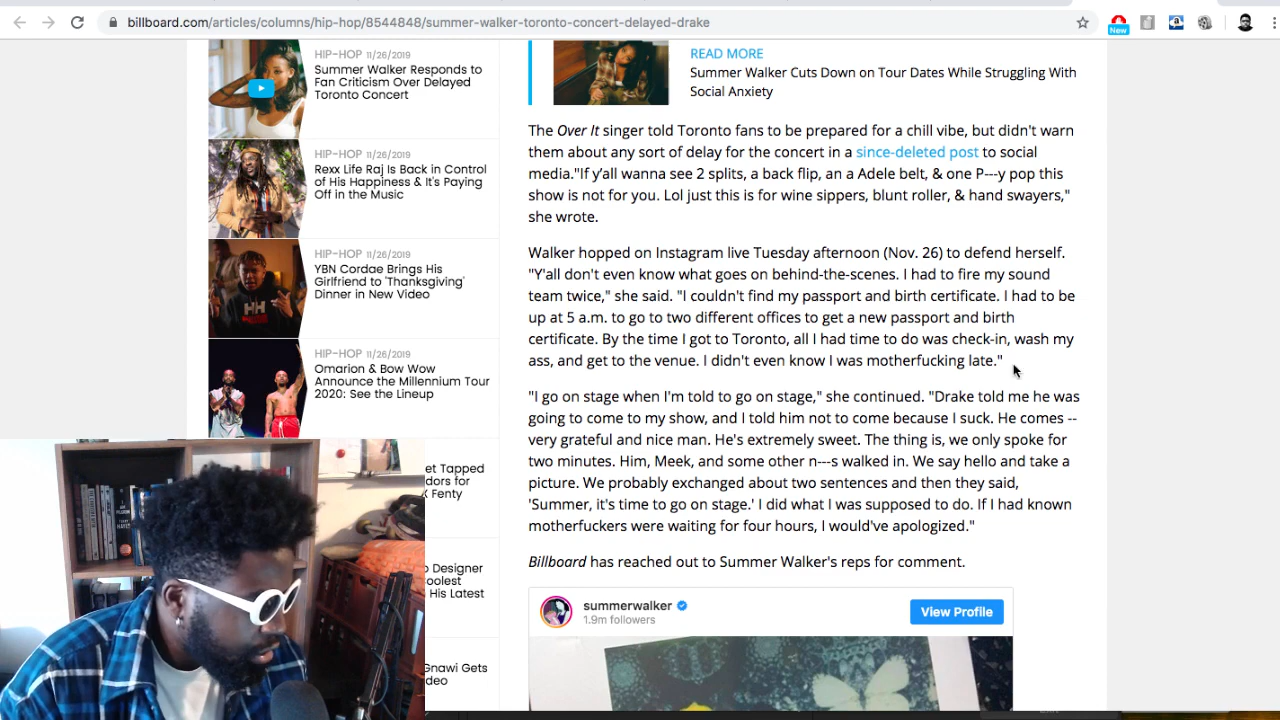 billboard.com/articles/columns/hip-hop/8544848/summer-walker-toronto-concert-delayed-drake
New
HIP-HOP 11/26/2019
Summer Walker Responds to
Fan Criticism Over Delayed
Toronto Concert
HIP-HOP 11/26/2019
Rexx Life Raj Is Back in Control
of His Happiness & It's Paying
Off in the Music
HIP-HOP 11/26/2019
YBN Cordae Brings His
Girlfriend to 'Thanksgiving'
Dinner in New Video
HIP-HOP 11/26/2019
Omarion & Bow Wow
Announce the Millennium Tour
2020: See the Lineup
et Tapped
dors for
Fenty
Designer
oolest
His Latest
Gnawi Gets
deo
READ MORE
Summer Walker Cuts Down on Tour Dates While Struggling With
Social Anxiety
The Over It singer told Toronto fans to be prepared for a chill vibe, but didn't warn
them about any sort of delay for the concert in a since-deleted post to social
media."If y'all wanna see 2 splits, a back flip, an a Adele belt, & one P---y pop this
show is not for you. Lol just this is for wine sippers, blunt roller, & hand swayers,"
she wrote.
Walker hopped on Instagram live Tuesday afternoon (Nov. 26) to defend herself.
"Y'all don't even know what goes on behind-the-scenes. I had to fire my sound
team twice," she said. "I couldn't find my passport and birth certificate. I had to be
up at 5 a.m. to go to two different offices to get a new passport and birth
certificate. By the time I got to Toronto, all I had time to do was check-in, wash my
ass, and get to the venue. I didn't even know I was motherfucking late."
"I go on stage when I'm told to go on stage," she continued. "Drake told me he was
going to come to my show, and I told him not to come because I suck. He comes --
very grateful and nice man. He's extremely sweet. The thing is, we only spoke for
two minutes. Him, Meek, and some other n---s walked in. We say hello and take a
picture. We probably exchanged about two sentences and then they said,
'Summer, it's time to go on stage.' I did what I was supposed to do. If I had known
motherfuckers were waiting for four hours, I would've apologized."
Billboard has reached out to Summer Walker's reps for comment.
summerwalker
1.9m followers
View Profile